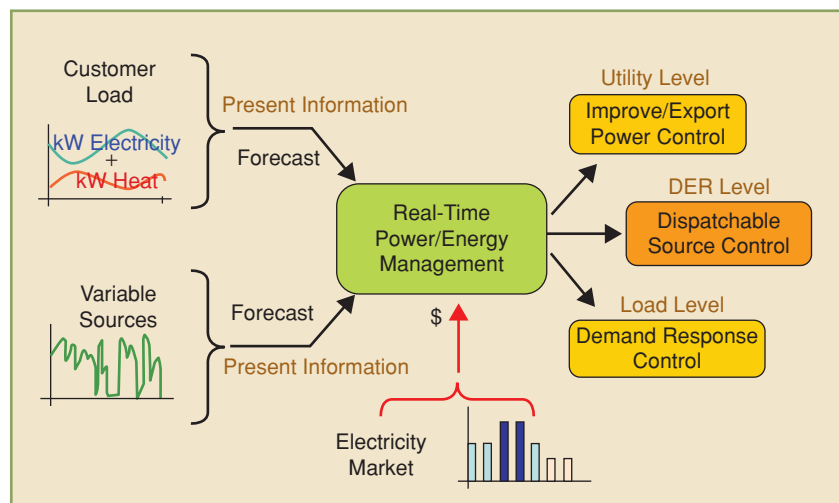 Customer
Load
kW Electricity
+
kW Heat
Present Information
Forecast
Variable
Sources
Forecast
Present Information
Real-Time
Power/Energy
Management
$
Electricity
Market
Utility Level
Improve/Export
Power Control
DER Level
Dispatchable
Source Control
Load Level
Demand Response
Control